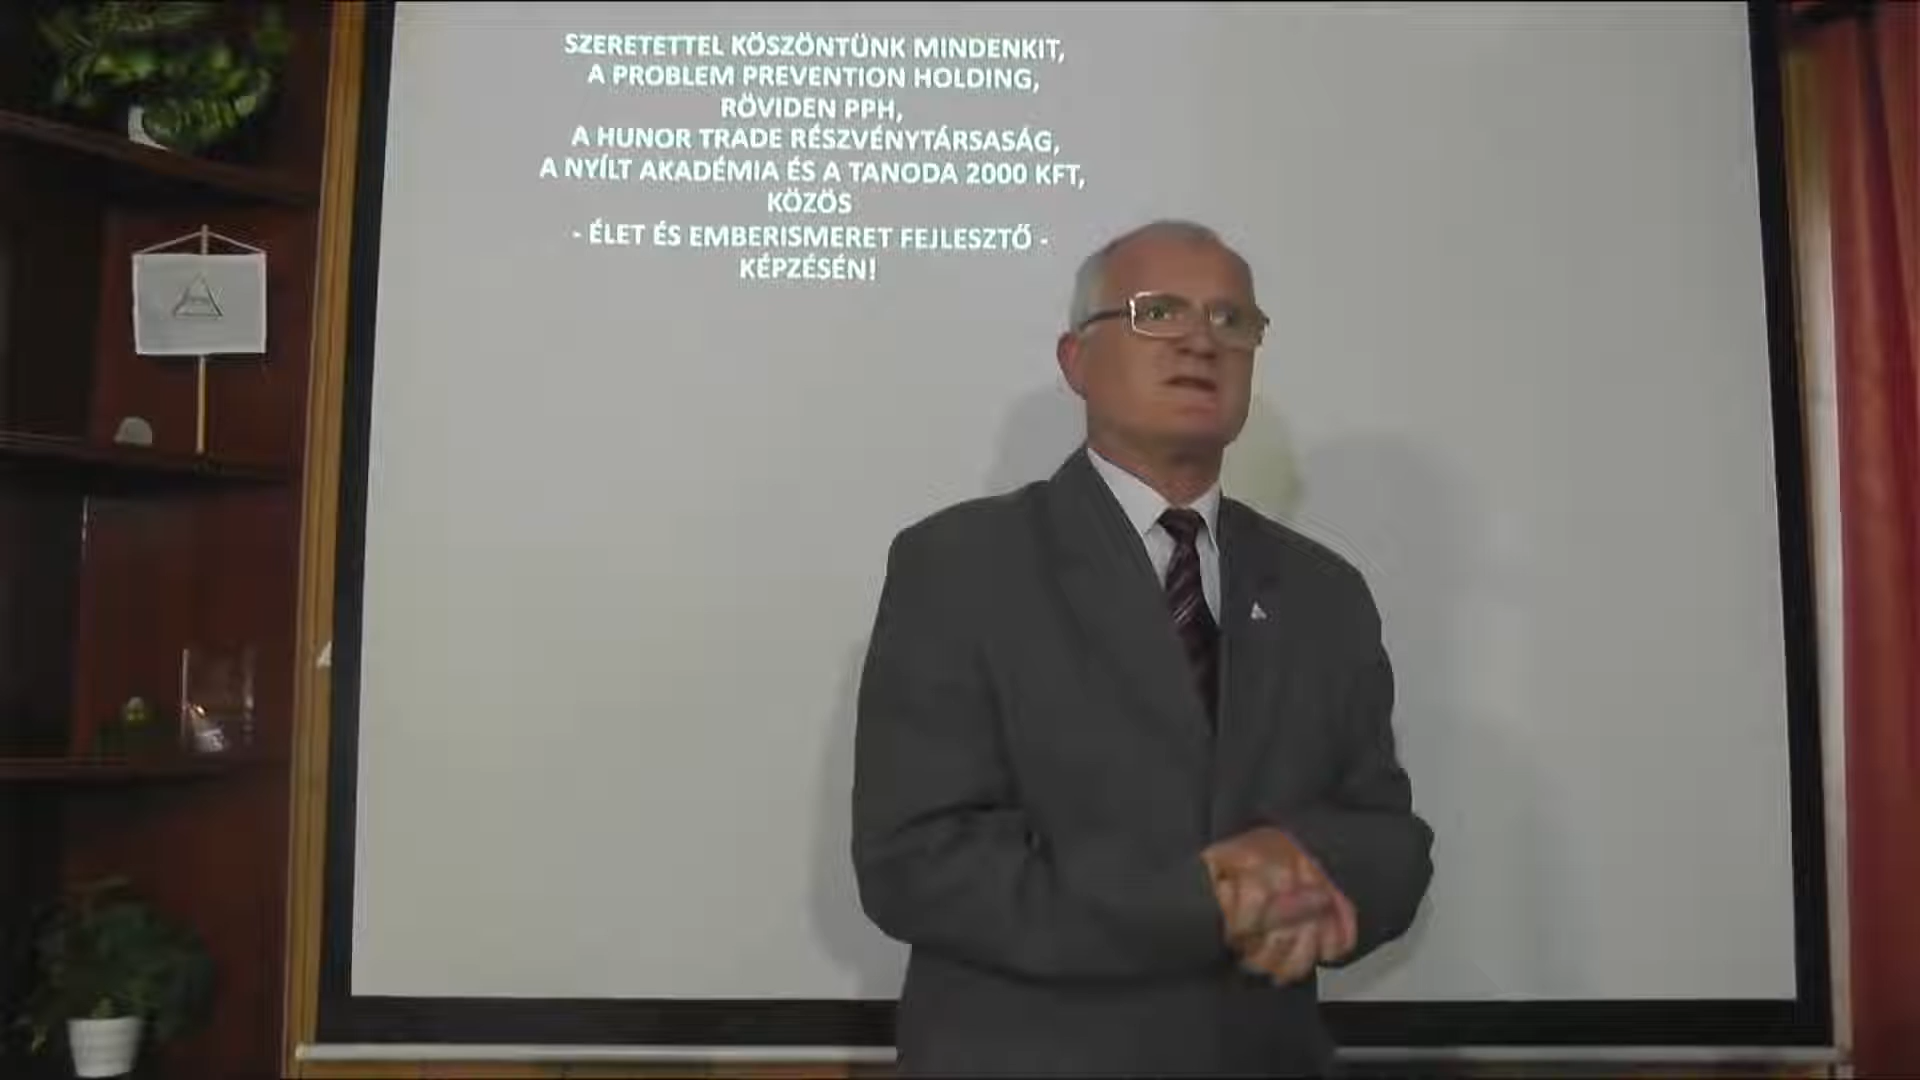 SZERETETTEL KÖSZÖNTÜNK MINDENKIT,
A PROBLEM PREVENTION HOLDING,
RÖVIDEN PPH,
A HUNOR TRADE RÉSZVÉNYTÁRSASÁG,
A NYÍLT AKADÉMIA ÉS A TANODA 2000 KFT,
KÖZÖS
- ÉLET ÉS EMBERISMERET FEJLESZTŐ -
KÉPZÉSÉN!